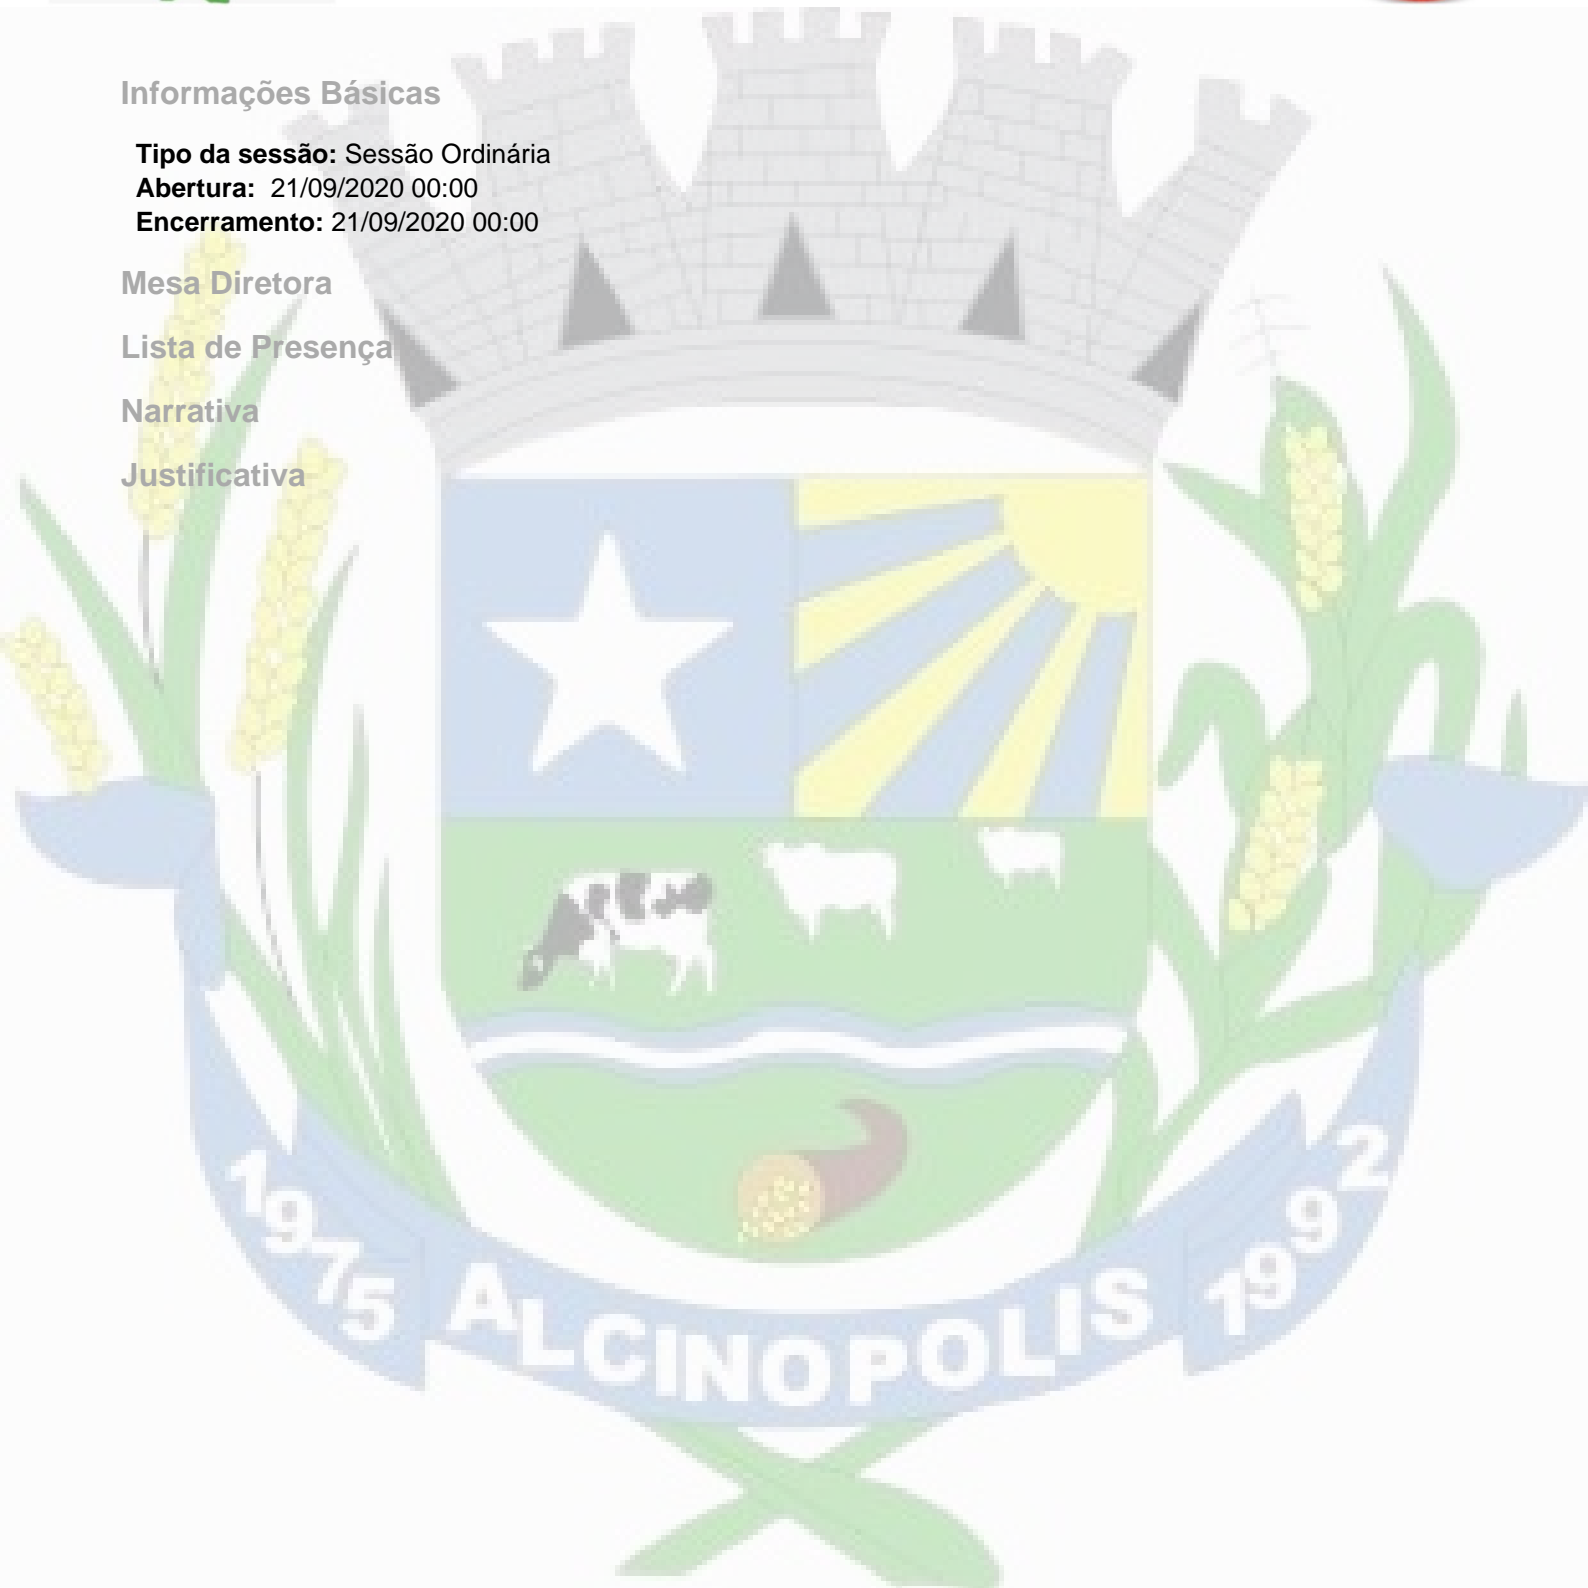 Informações Básicas
Tipo da sessão: Sessão Ordinária
Abertura: 21/09/2020 00:00
Encerramento: 21/09/2020 00:00
Mesa Diretora
Lista de Presença
Narrativa
Justificativa
1975 ALCINOPOLIS 1992